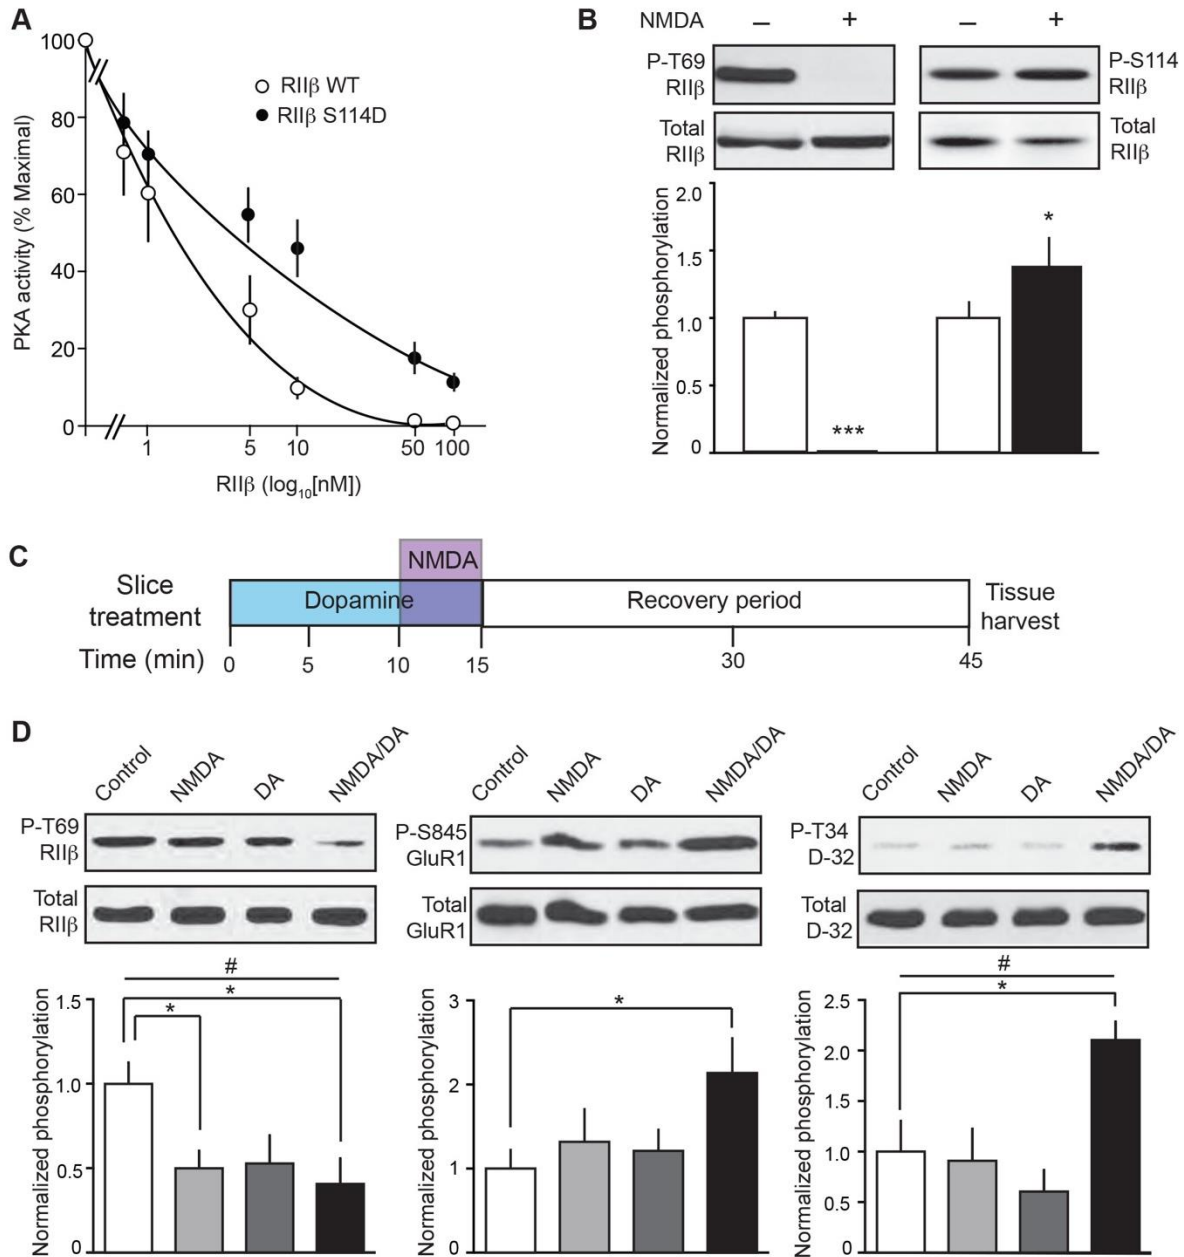 A
100
80
60
40
20
0
PKA activity (% Maximal)
RIIβ WT
RIIβ S114D
1 5 10 50 100
RIIβ (log10[nM])
B
NMDA – + – +
P-T69
RIIβ
P-S114
RIIβ
Total
RIIβ
Total
RIIβ
Normalized phosphorylation
2.0
1.5
1.0
0.5
0
***
*
C
Slice
treatment
NMDA
Dopamine
Recovery period
Tissue
harvest
Time (min) 0 5 10 15 30 45
D
Control NMDA DA NMDA/DA
P-T69
RIIβ
Total
RIIβ
#
*
*
Normalized phosphorylation
1.5
1.0
0.5
0
Control NMDA DA NMDA/DA
P-S845
GluR1
Total
GluR1
*
Normalized phosphorylation
3
2
1
0
Control NMDA DA NMDA/DA
P-T34
D-32
Total
D-32
#
*
Normalized phosphorylation
2.5
2.0
1.5
1.0
0.5
0